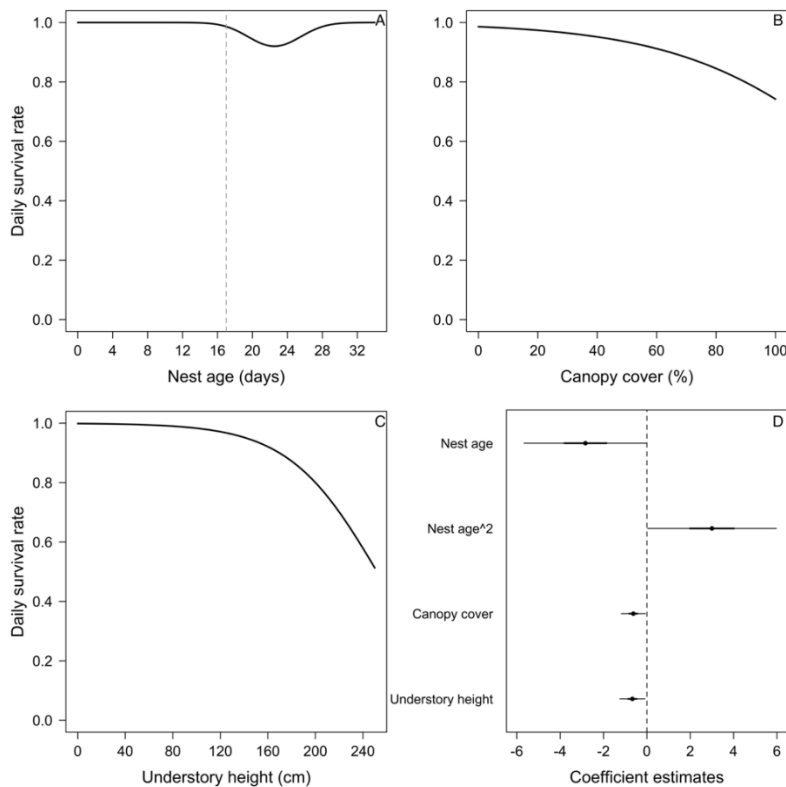 A
1.0
0.8
0.6
0.4
0.2
0.0
Daily survival rate
0 4 8 12 16 20 24 28 32
Nest age (days)
B
1.0
0.8
0.6
0.4
0.2
0.0
0 20 40 60 80 100
Canopy cover (%)
C
1.0
0.8
0.6
0.4
0.2
0.0
Daily survival rate
0 40 80 120 160 200 240
Understory height (cm)
D
Nest age
Nest age^2
Canopy cover
Understory height
-6 -4 -2 0 2 4 6
Coefficient estimates